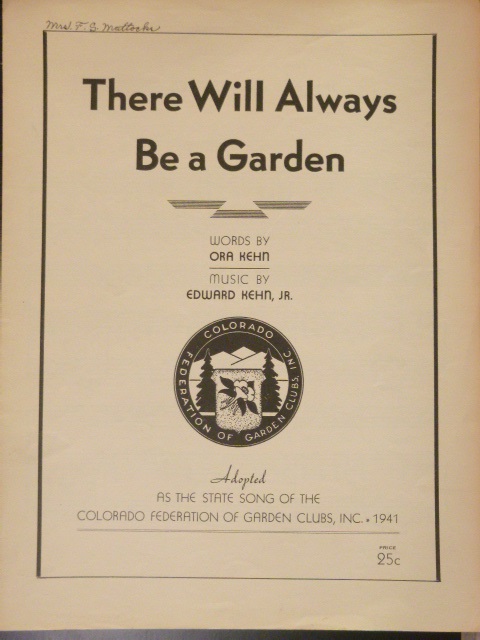 Mrs. F. S. Mattocks
There Will Always
Be a Garden
WORDS BY
ORA KEHN
MUSIC BY
EDWARD KEHN, JR.
COLORADO
FEDERATION OF GARDEN CLUBS, INC.
Adopted
AS THE STATE SONG OF THE
COLORADO FEDERATION OF GARDEN CLUBS, INC. • 1941
PRICE
25c